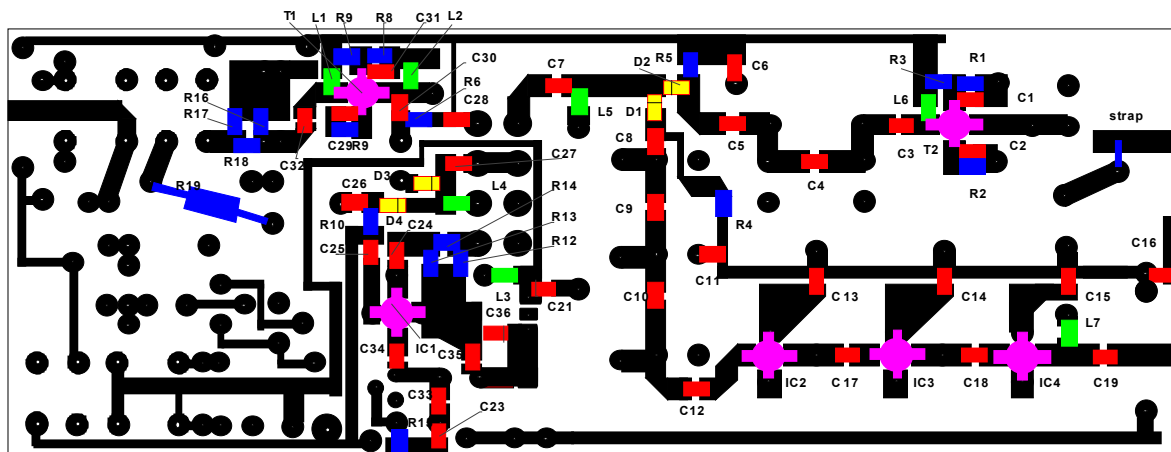 T1 L1 R9 R8 C31 L2
C30
R6
C28
C7
D2
R5
C6
R3 R1
R16
R17
R18
C32
C29
R9
L5
D1
C8
C5
L6
C1
C3
T2
C2
strap
R19
C26
D3
C27
L4
R14
C4
R2
R10
D4
C24
R13
R12
C9
R4
C25
L3
C21
C10
C11
C13
C14
C15
C16
C36
L7
C34
IC1
C35
IC2
C17
IC3
C18
IC4
C19
C33
C23
C12